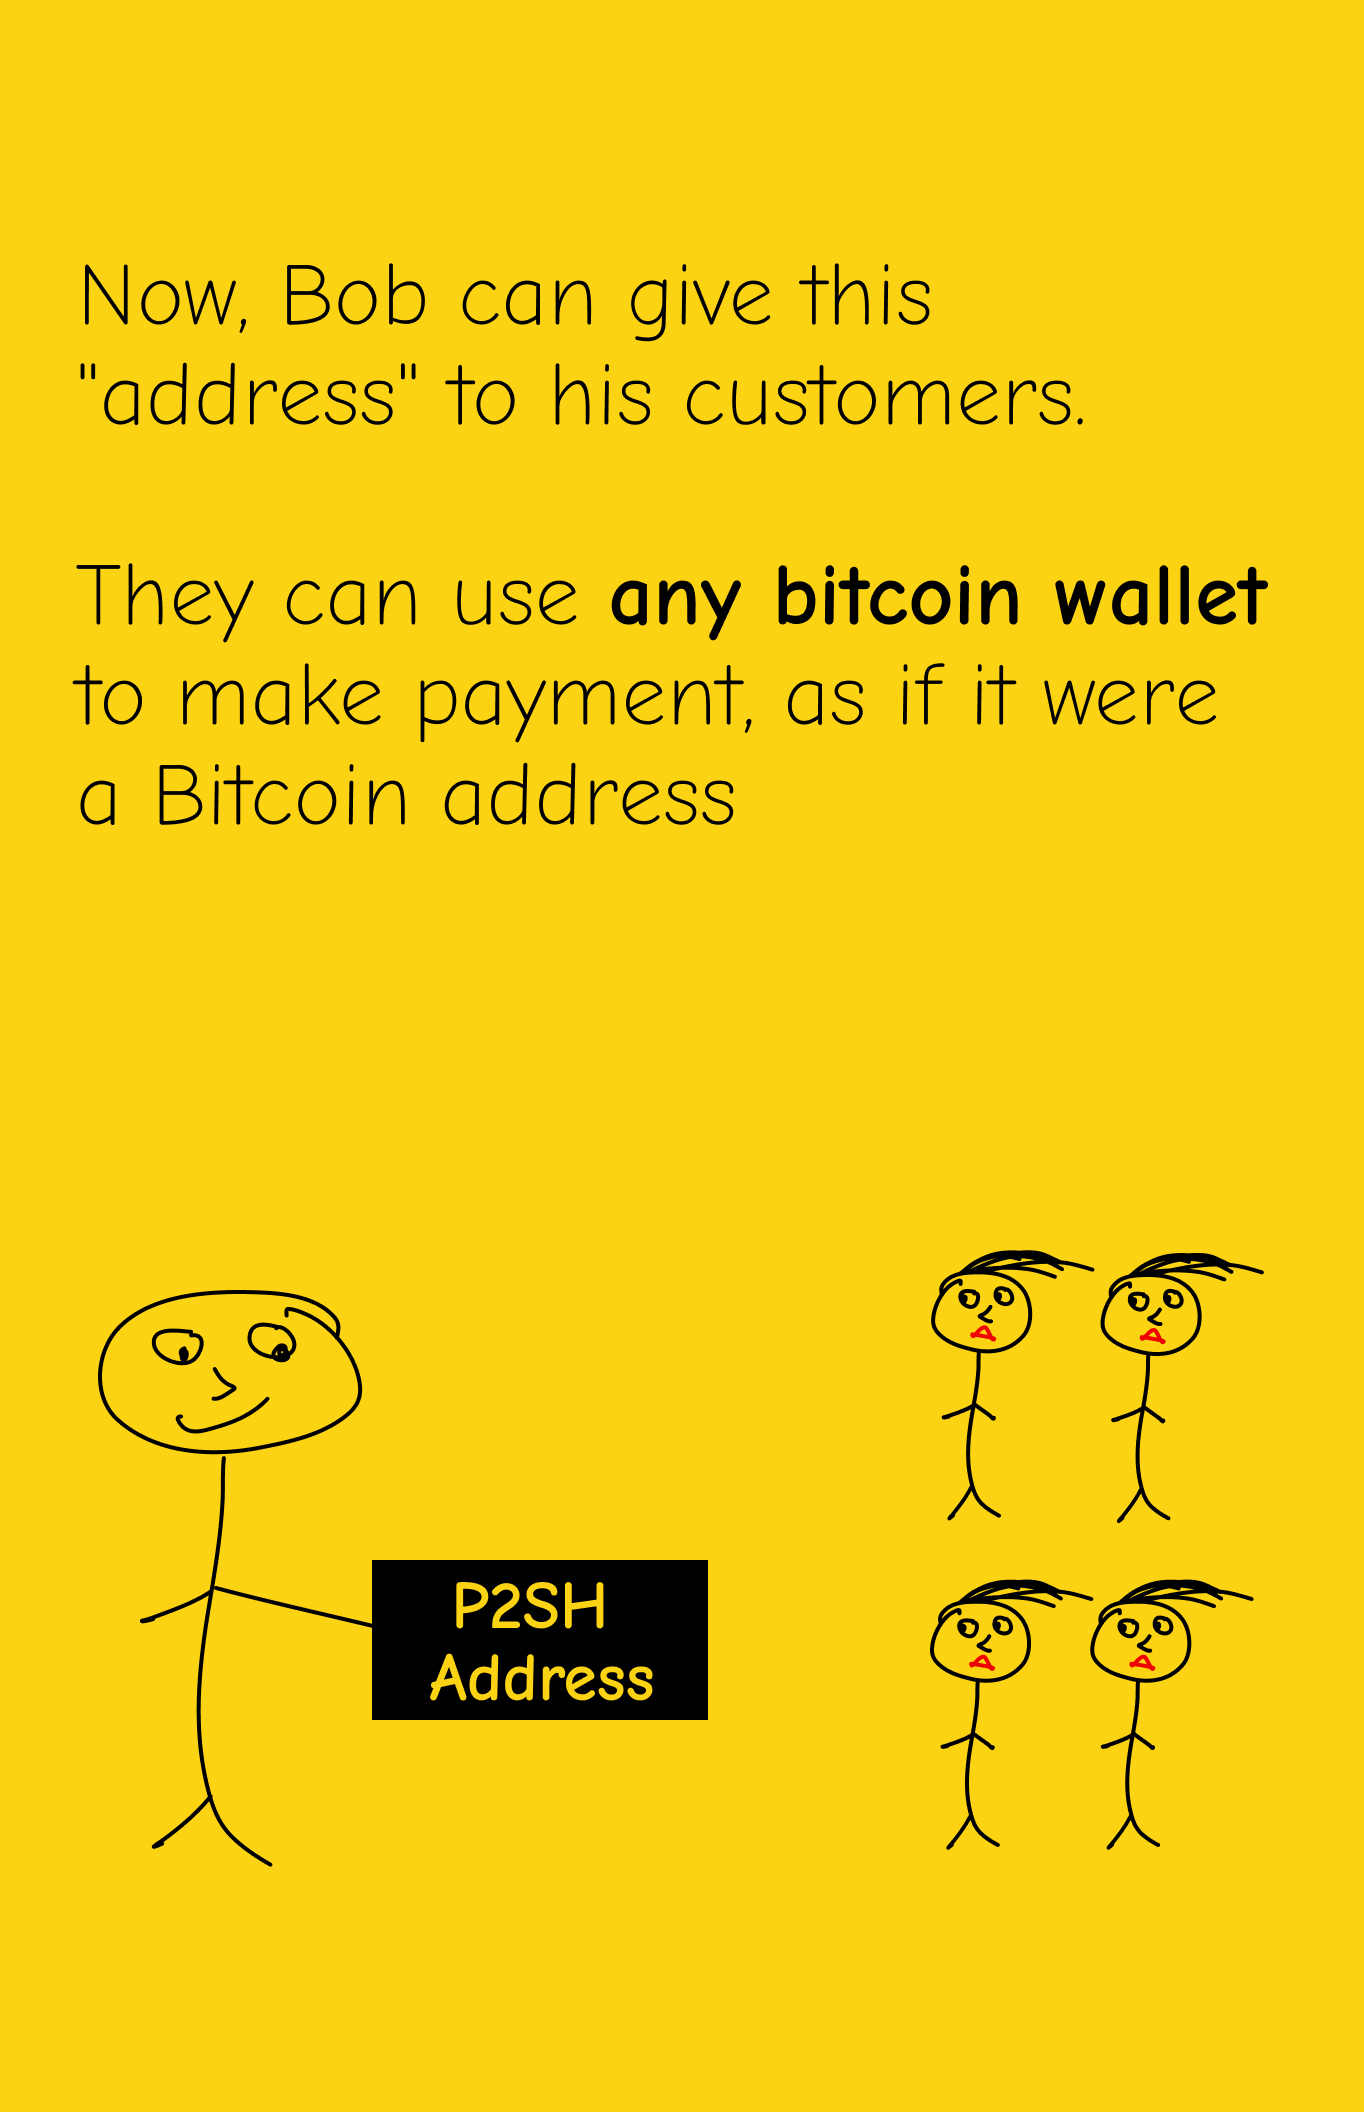 Now, Bob can give this
"address" to his customers.
They can use any bitcoin wallet
to make payment, as if it were
a Bitcoin address
P2SH
Address